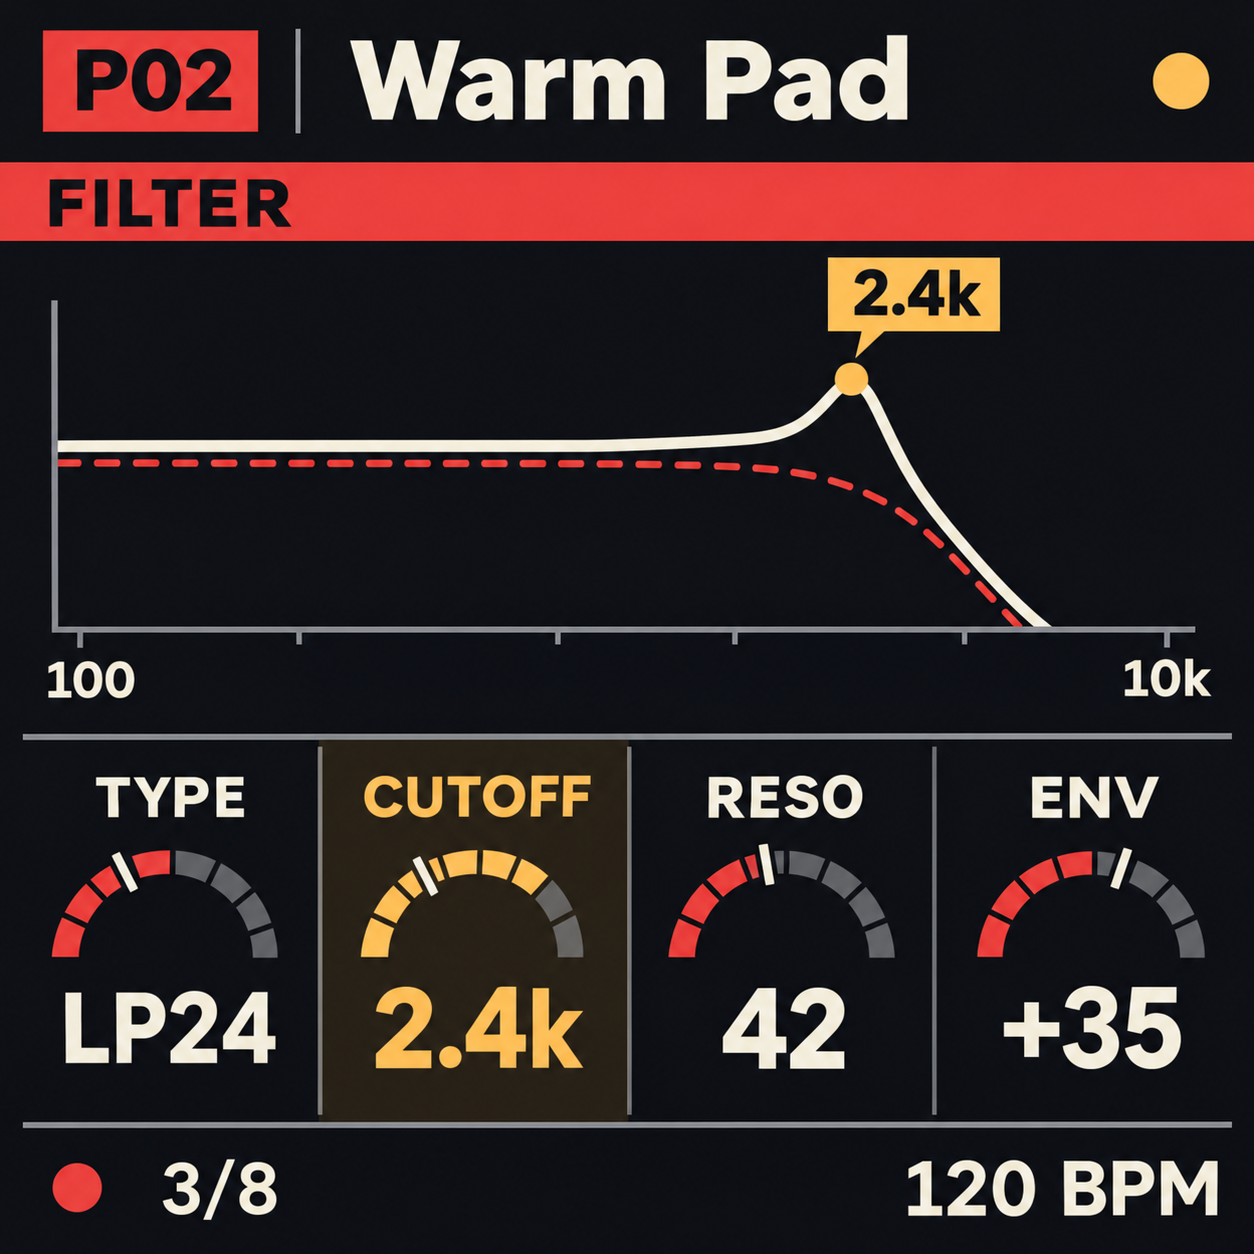 P02 Warm Pad
FILTER
2.4k
100 10k
TYPE CUTOFF RESO ENV
LP24 2.4k 42 +35
3/8 120 BPM